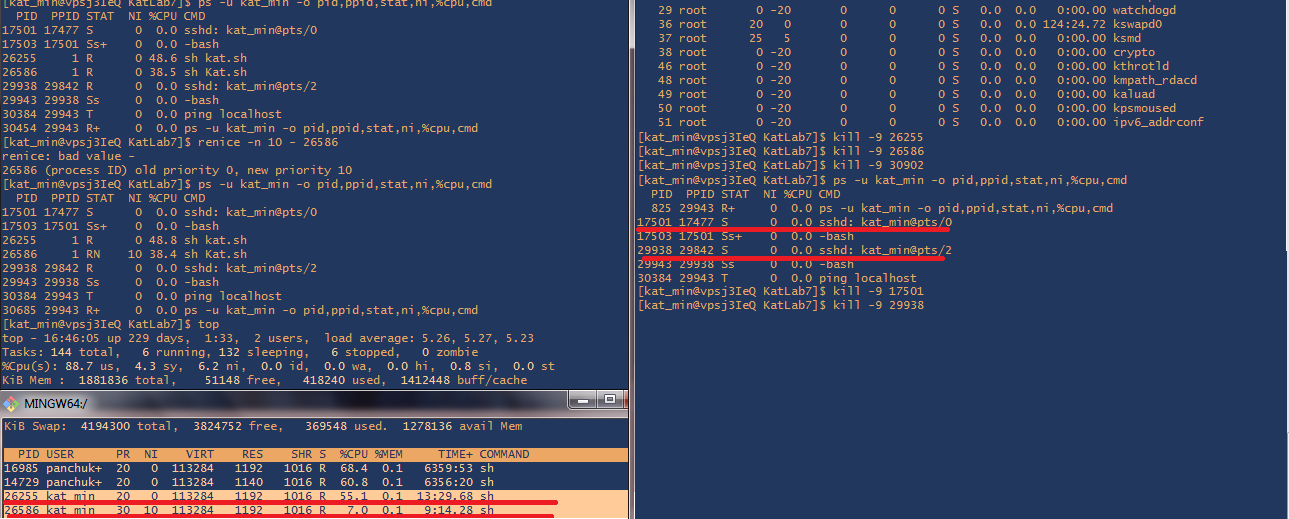 [kat_min@vpsj3IeQ KatLab7]$ ps -u kat_min -o pid,ppid,stat,ni,%cpu,cmd
PID PPID STAT NI %CPU CMD
17501 17477 S 0 0.0 sshd: kat_min@pts/0
17503 17501 Ss+ 0 0.0 -bash
26255 1 R 0 48.6 sh kat.sh
26586 1 R 0 38.5 sh Kat.sh
29938 29842 R 0 0.0 sshd: kat_min@pts/2
29943 29938 Ss 0 0.0 -bash
30384 29943 T 0 0.0 ping localhost
30454 29943 R+ 0 0.0 ps -u kat_min -o pid,ppid,stat,ni,%cpu,cmd
[kat_min@vpsj3IeQ KatLab7]$ renice -n 10 - 26586
renice: bad value -
26586 (process ID) old priority 0, new priority 10
[kat_min@vpsj3IeQ KatLab7]$ ps -u kat_min -o pid,ppid,stat,ni,%cpu,cmd
PID PPID STAT NI %CPU CMD
17501 17477 S 0 0.0 sshd: kat_min@pts/0
17503 17501 Ss+ 0 0.0 -bash
26255 1 R 0 48.8 sh kat.sh
26586 1 RN 10 38.4 sh Kat.sh
29938 29842 R 0 0.0 sshd: kat_min@pts/2
29943 29938 Ss 0 0.0 -bash
30384 29943 T 0 0.0 ping localhost
30685 29943 R+ 0 0.0 ps -u kat_min -o pid,ppid,stat,ni,%cpu,cmd
[kat_min@vpsj3IeQ KatLab7]$ top
top - 16:46:05 up 229 days, 1:33, 2 users, load average: 5.26, 5.27, 5.23
Tasks: 144 total, 6 running, 132 sleeping, 6 stopped, 0 zombie
%Cpu(s): 88.7 us, 4.3 sy, 6.2 ni, 0.0 id, 0.0 wa, 0.0 hi, 0.8 si, 0.0 st
KiB Mem : 1881836 total, 51148 free, 418240 used, 1412448 buff/cache
MINGW64:/
KiB Swap: 4194300 total, 3824752 free, 369548 used. 1278136 avail Mem
PID USER PR NI VIRT RES SHR S %CPU %MEM TIME+ COMMAND
16985 panchuk+ 20 0 113284 1192 1016 R 68.4 0.1 6359:53 sh
14729 panchuk+ 20 0 113284 1140 1016 R 60.8 0.1 6356:20 sh
26255 kat_min 20 0 113284 1192 1016 R 55.1 0.1 13:29.68 sh
26586 kat_min 30 10 113284 1192 1016 R 7.0 0.1 9:14.28 sh
29 root 0 -20 0 0 0 S 0.0 0.0 0:00.00 watchdogd
36 root 20 0 0 0 0 S 0.0 0.0 124:24.72 kswapd0
37 root 25 5 0 0 0 S 0.0 0.0 0:00.00 ksmd
38 root 0 -20 0 0 0 S 0.0 0.0 0:00.00 crypto
46 root 0 -20 0 0 0 S 0.0 0.0 0:00.00 kthrotld
48 root 0 -20 0 0 0 S 0.0 0.0 0:00.00 kmpath_rdacd
49 root 0 -20 0 0 0 S 0.0 0.0 0:00.00 kaluad
50 root 0 -20 0 0 0 S 0.0 0.0 0:00.00 kpsmoused
51 root 0 -20 0 0 0 S 0.0 0.0 0:00.00 ipv6_addrconf
[kat_min@vpsj3IeQ KatLab7]$ kill -9 26255
[kat_min@vpsj3IeQ KatLab7]$ kill -9 26586
[kat_min@vpsj3IeQ KatLab7]$ kill -9 30902
[kat_min@vpsj3IeQ KatLab7]$ ps -u kat_min -o pid,ppid,stat,ni,%cpu,cmd
PID PPID STAT NI %CPU CMD
825 29943 R+ 0 0.0 ps -u kat_min -o pid,ppid,stat,ni,%cpu,cmd
17501 17477 S 0 0.0 sshd: kat_min@pts/0
17503 17501 Ss+ 0 0.0 -bash
29938 29842 S 0 0.0 sshd: kat_min@pts/2
29943 29938 Ss 0 0.0 -bash
30384 29943 T 0 0.0 ping localhost
[kat_min@vpsj3IeQ KatLab7]$ kill -9 17501
[kat_min@vpsj3IeQ KatLab7]$ kill -9 29938